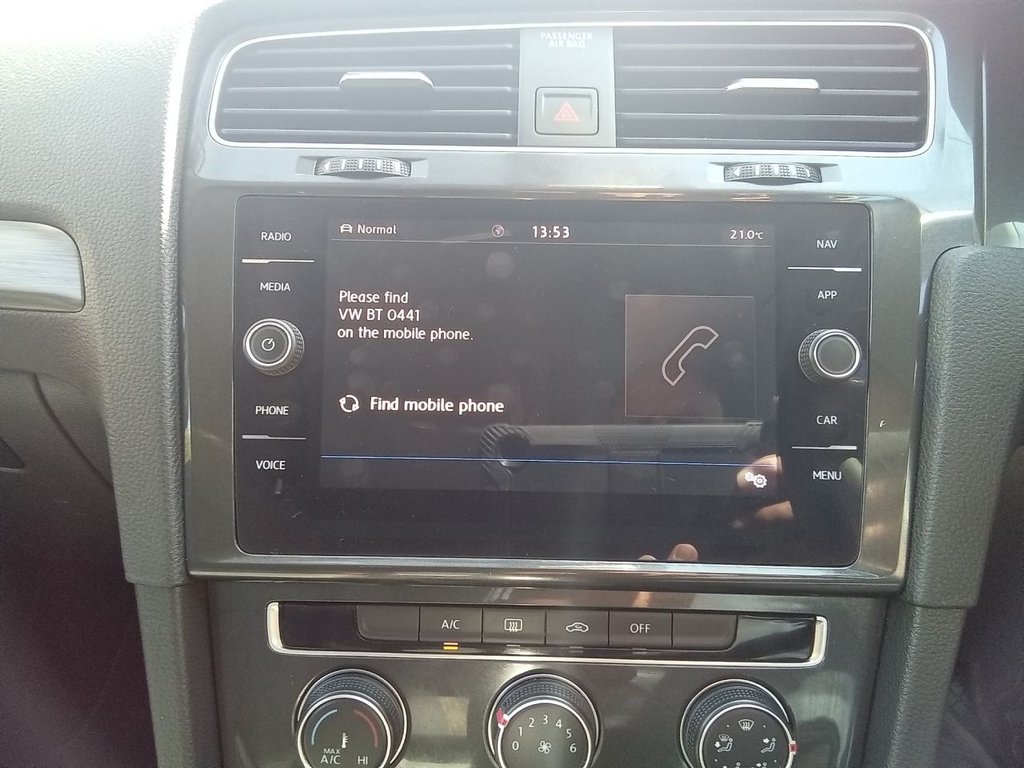 PASSENGER
AIR BAG
RADIO
MEDIA
PHONE
VOICE
Normal
13:53
21.0°C
Please find
VW BT 0441
on the mobile phone.
Find mobile phone
NAV
APP
CAR
MENU
A/C
OFF
MAX
A/C
HI
0 1 2 3 4 5 6